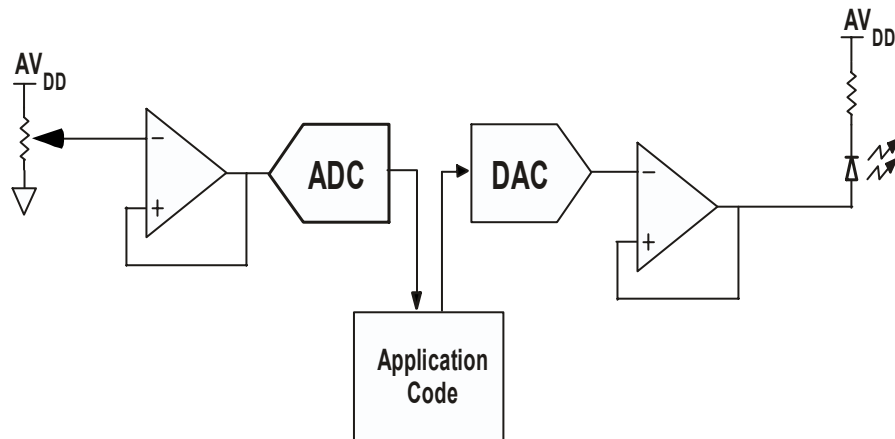 AV DD
AV DD
−
+
ADC
DAC
−
+
Application
Code